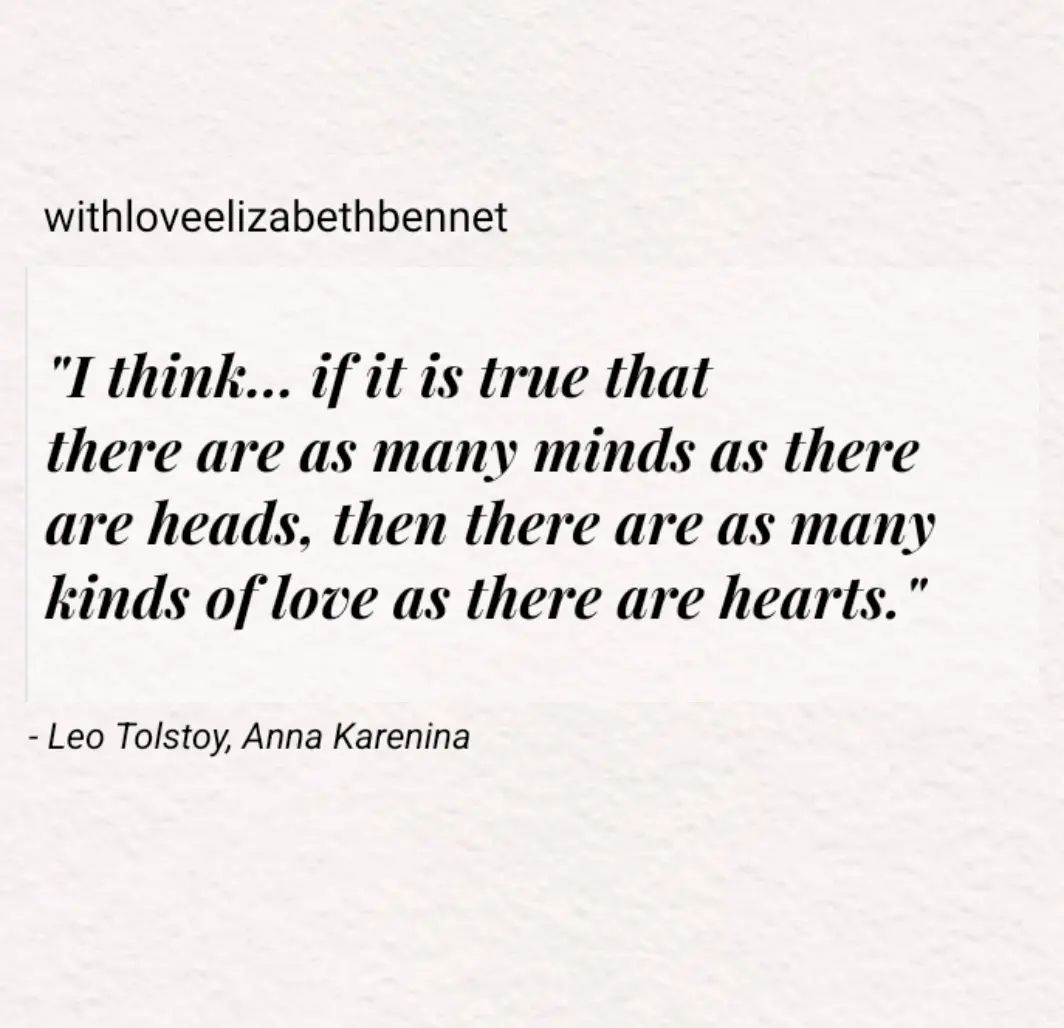 withloveelizabethbennet
"I think... if it is true that
there are as many minds as there
are heads, then there are as many
kinds of love as there are hearts."
- Leo Tolstoy, Anna Karenina